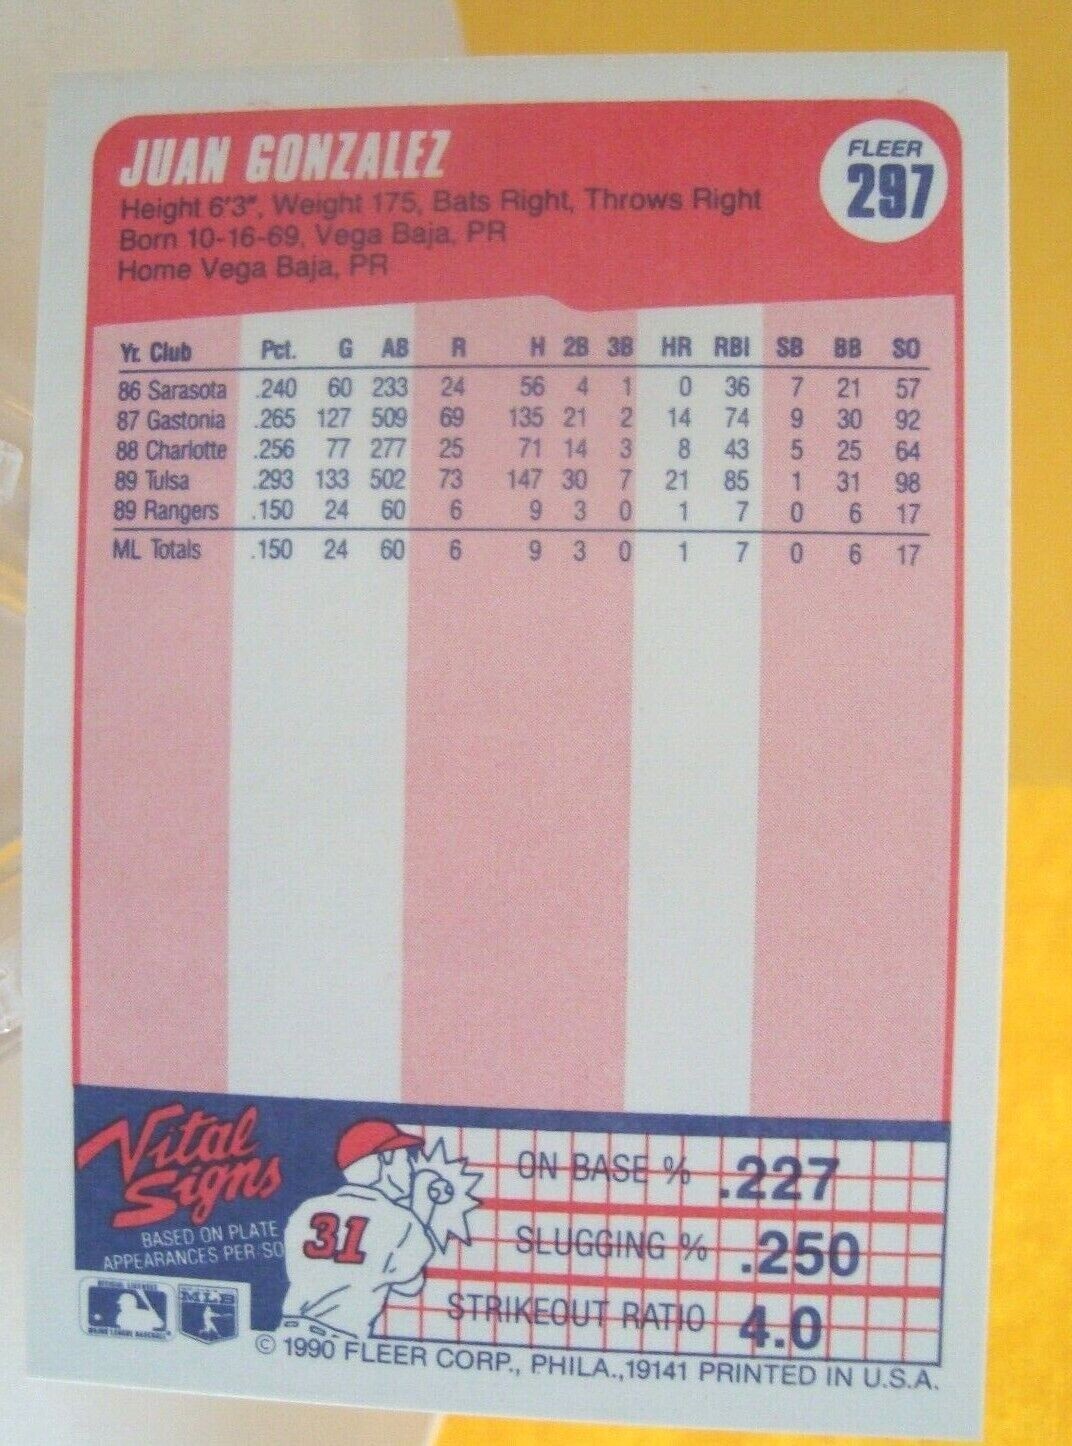 JUAN GONZALEZ
FLEER
297
Height 6'3", Weight 175, Bats Right, Throws Right
Born 10-16-69, Vega Baja, PR
Home Vega Baja, PR
Yr. Club Pct. G AB R H 2B 3B HR RBI SB BB SO
86 Sarasota .240 60 233 24 56 4 1 0 36 7 21 57
87 Gastonia .265 127 509 69 135 21 2 14 74 9 30 92
88 Charlotte .256 77 277 25 71 14 3 8 43 5 25 64
89 Tulsa .293 133 502 73 147 30 7 21 85 1 31 98
89 Rangers .150 24 60 6 9 3 0 1 7 0 6 17
ML Totals .150 24 60 6 9 3 0 1 7 0 6 17
Vital
Signs
BASED ON PLATE
APPEARANCES PER SO
31
ON BASE % .227
SLUGGING % .250
STRIKEOUT RATIO 4.0
MLB
MAJOR LEAGUE BASEBALL
© 1990 FLEER CORP., PHILA.,19141 PRINTED IN U.S.A.